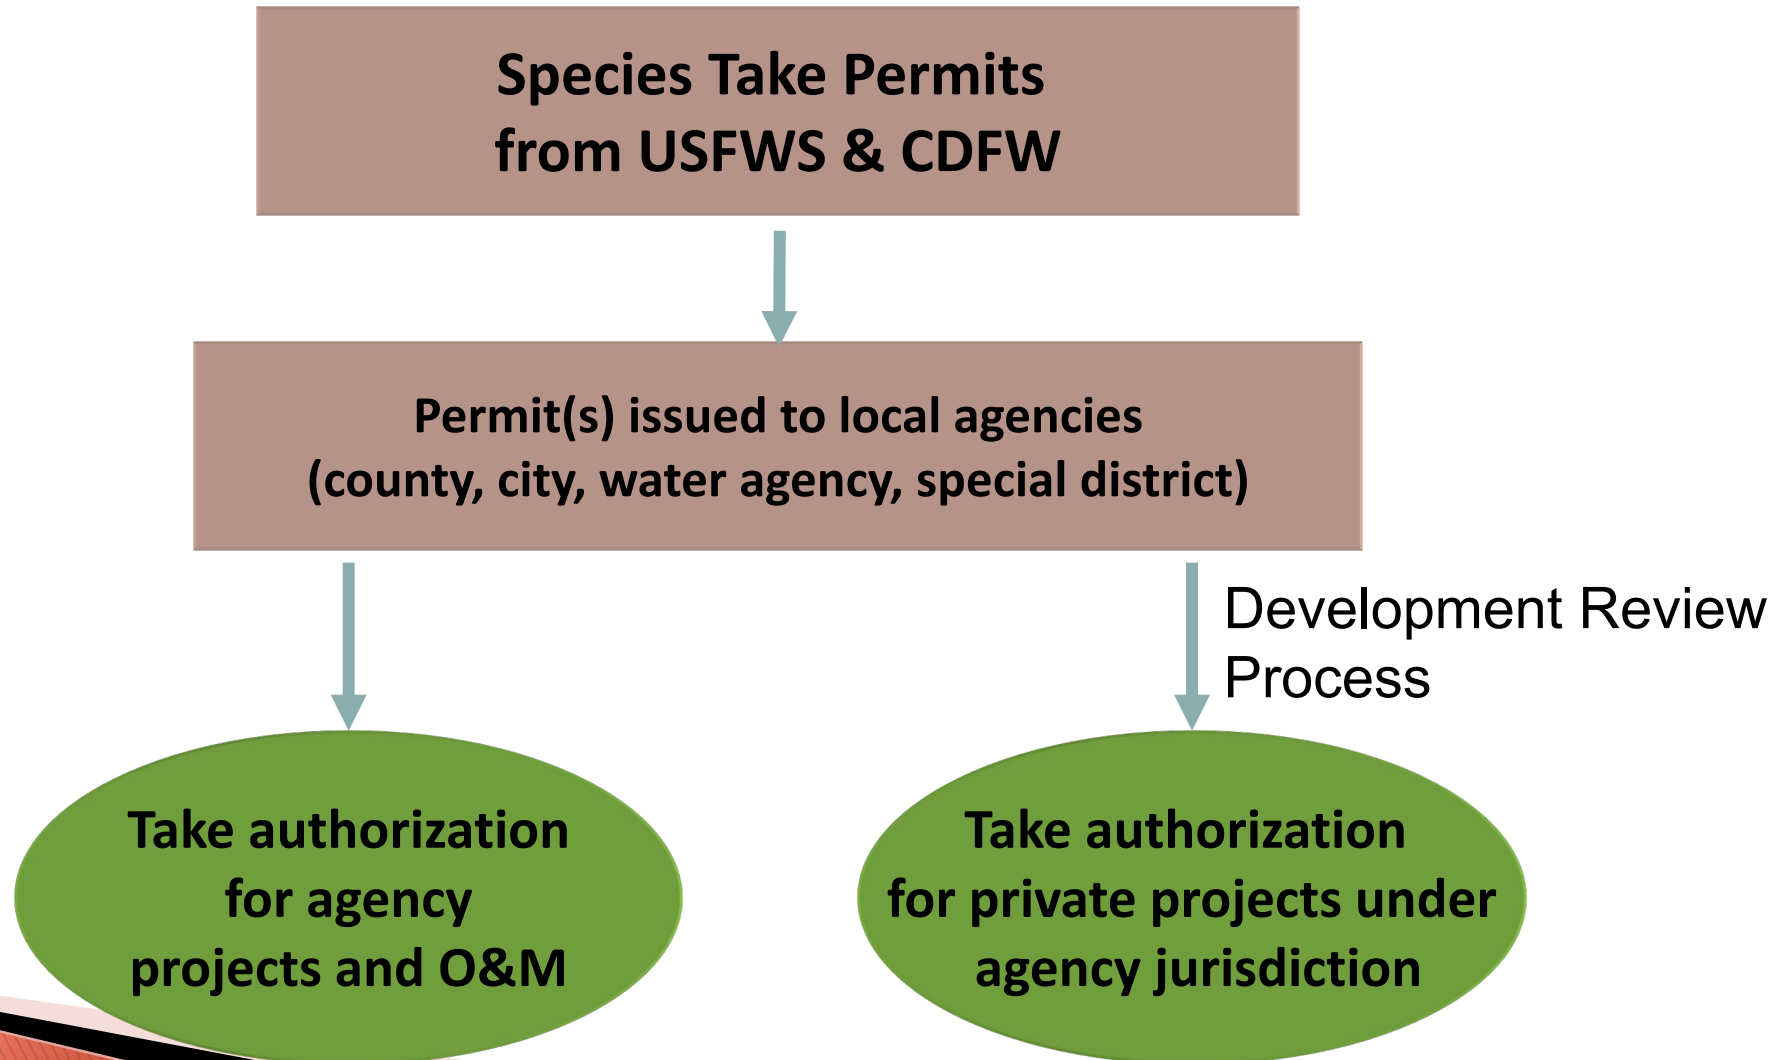 Species Take Permits
from USFWS & CDFW
Permit(s) issued to local agencies
(county, city, water agency, special district)
Development Review
Process
Take authorization
for agency
projects and O&M
Take authorization
for private projects under
agency jurisdiction